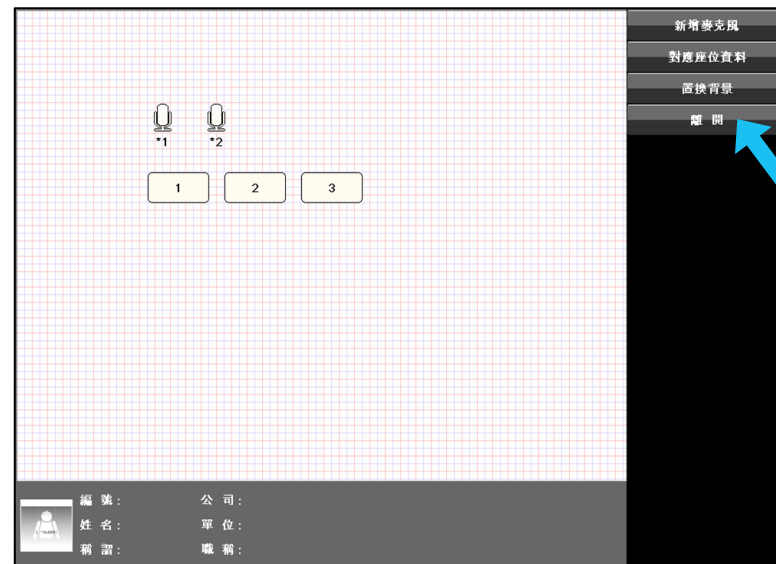 新增麥克風
對應座位資料
置換背景
離 開
*1 *2
1 2 3
編 號 : 公 司 :
姓 名 : 單 位 :
稱 謂 : 職 稱 :